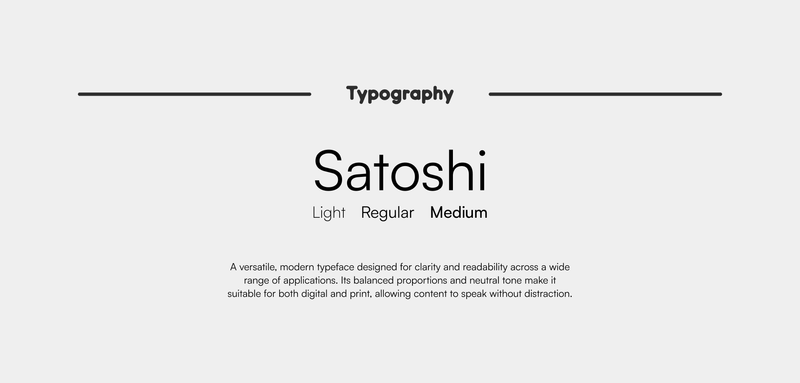 Typography
Satoshi
Light Regular Medium
A versatile, modern typeface designed for clarity and readability across a wide
range of applications. Its balanced proportions and neutral tone make it
suitable for both digital and print, allowing content to speak without distraction.